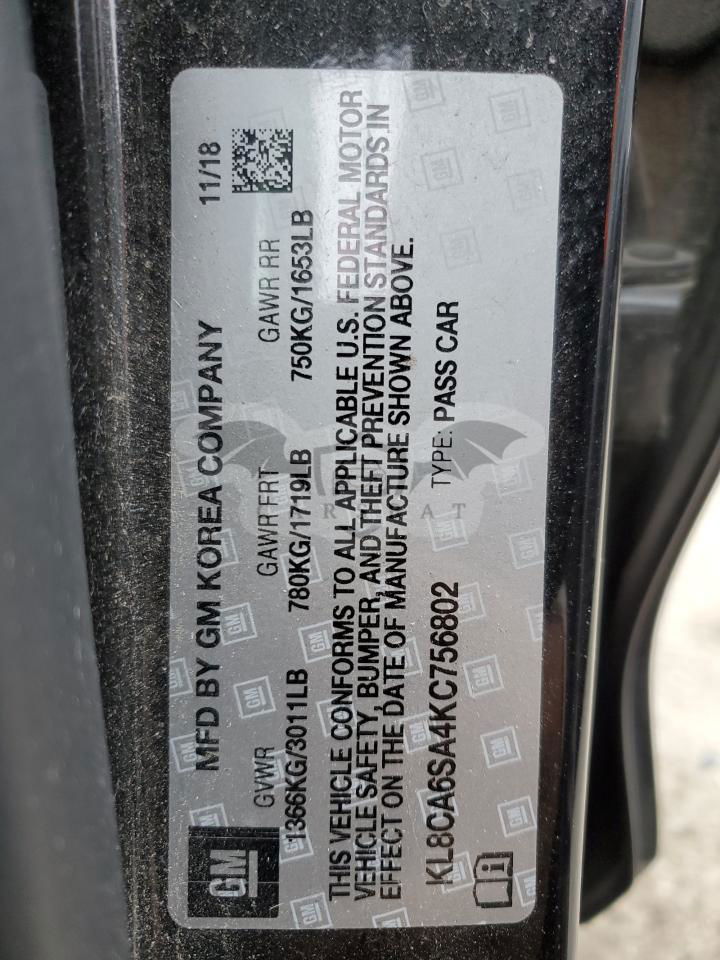 MFD BY GM KOREA COMPANY 11/18
GVWR GAWR FRT GAWR RR
1366KG/3011LB 780KG/1719LB 750KG/1653LB
THIS VEHICLE CONFORMS TO ALL APPLICABLE U.S. FEDERAL MOTOR
VEHICLE SAFETY, BUMPER, AND THEFT PREVENTION STANDARDS IN
EFFECT ON THE DATE OF MANUFACTURE SHOWN ABOVE.
KL8CA6SA4KC756802 TYPE: PASS CAR
GM